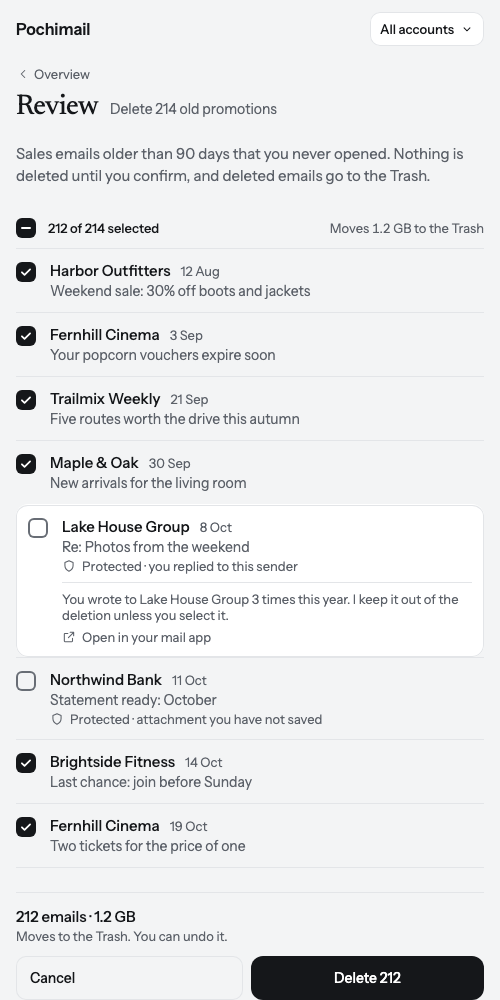 Pochimail
All accounts
Overview
Review Delete 214 old promotions
Sales emails older than 90 days that you never opened. Nothing is
deleted until you confirm, and deleted emails go to the Trash.
212 of 214 selected Moves 1.2 GB to the Trash
Harbor Outfitters 12 Aug
Weekend sale: 30% off boots and jackets
Fernhill Cinema 3 Sep
Your popcorn vouchers expire soon
Trailmix Weekly 21 Sep
Five routes worth the drive this autumn
Maple & Oak 30 Sep
New arrivals for the living room
Lake House Group 8 Oct
Re: Photos from the weekend
Protected · you replied to this sender
You wrote to Lake House Group 3 times this year. I keep it out of the
deletion unless you select it.
Open in your mail app
Northwind Bank 11 Oct
Statement ready: October
Protected · attachment you have not saved
Brightside Fitness 14 Oct
Last chance: join before Sunday
Fernhill Cinema 19 Oct
Two tickets for the price of one
212 emails · 1.2 GB
Moves to the Trash. You can undo it.
Cancel
Delete 212